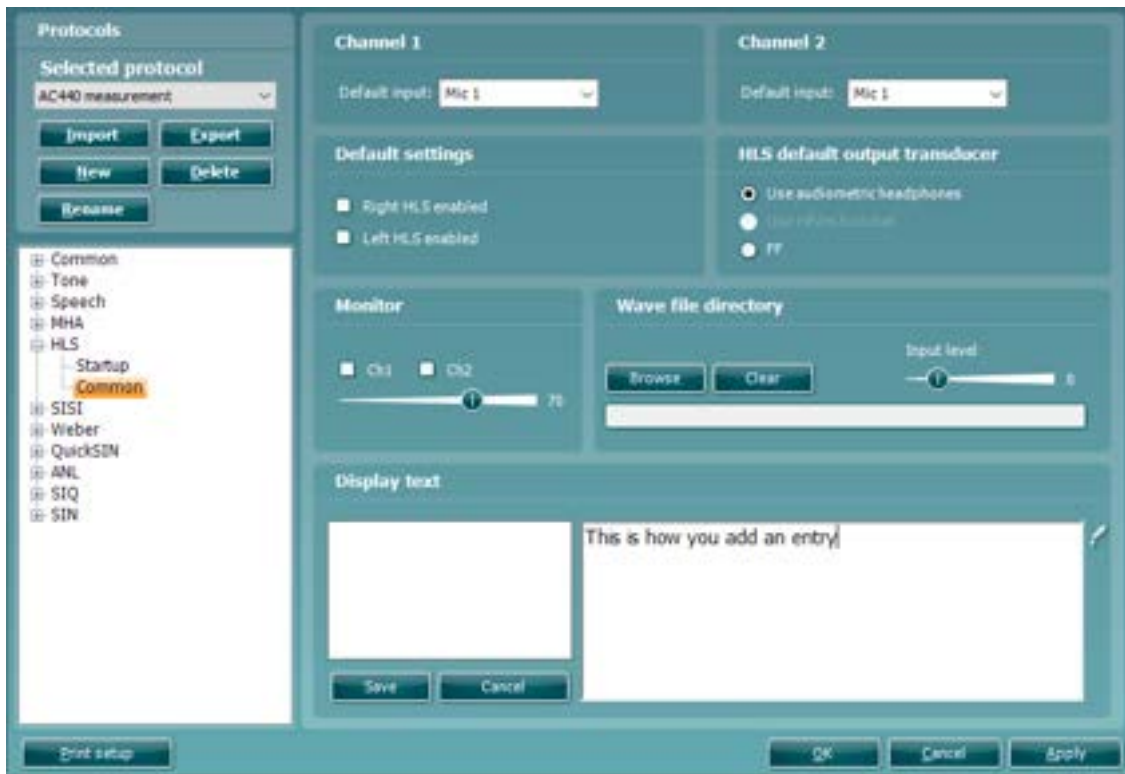 Protocols
Selected protocol
AC440 measurement
Import
Export
New
Delete
Rename
Common
Tone
Speech
MHA
HLS
Startup
Common
SISI
Weber
QuickSIN
ANL
SIQ
SIN
Print setup
Channel 1
Default input: Mic 1
Channel 2
Default input: Mic 1
Default settings
Right HLS enabled
Left HLS enabled
HLS default output transducer
Use audiometric headphones
FF
Monitor
Ch1
Ch2
70
Wave file directory
Input level
Browse
Clear
0
Display text
This is how you add an entry
Save
Cancel
OK
Cancel
Apply